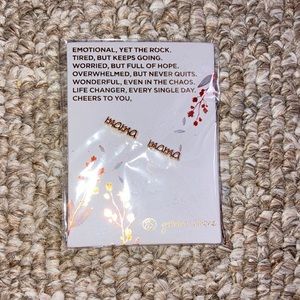 EMOTIONAL, YET THE ROCK.
TIRED, BUT KEEPS GOING.
WORRIED, BUT FULL OF HOPE.
OVERWHELMED, BUT NEVER QUITS.
WONDERFUL, EVEN IN THE CHAOS.
LIFE CHANGER, EVERY SINGLE DAY.
CHEERS TO YOU,
mama mama